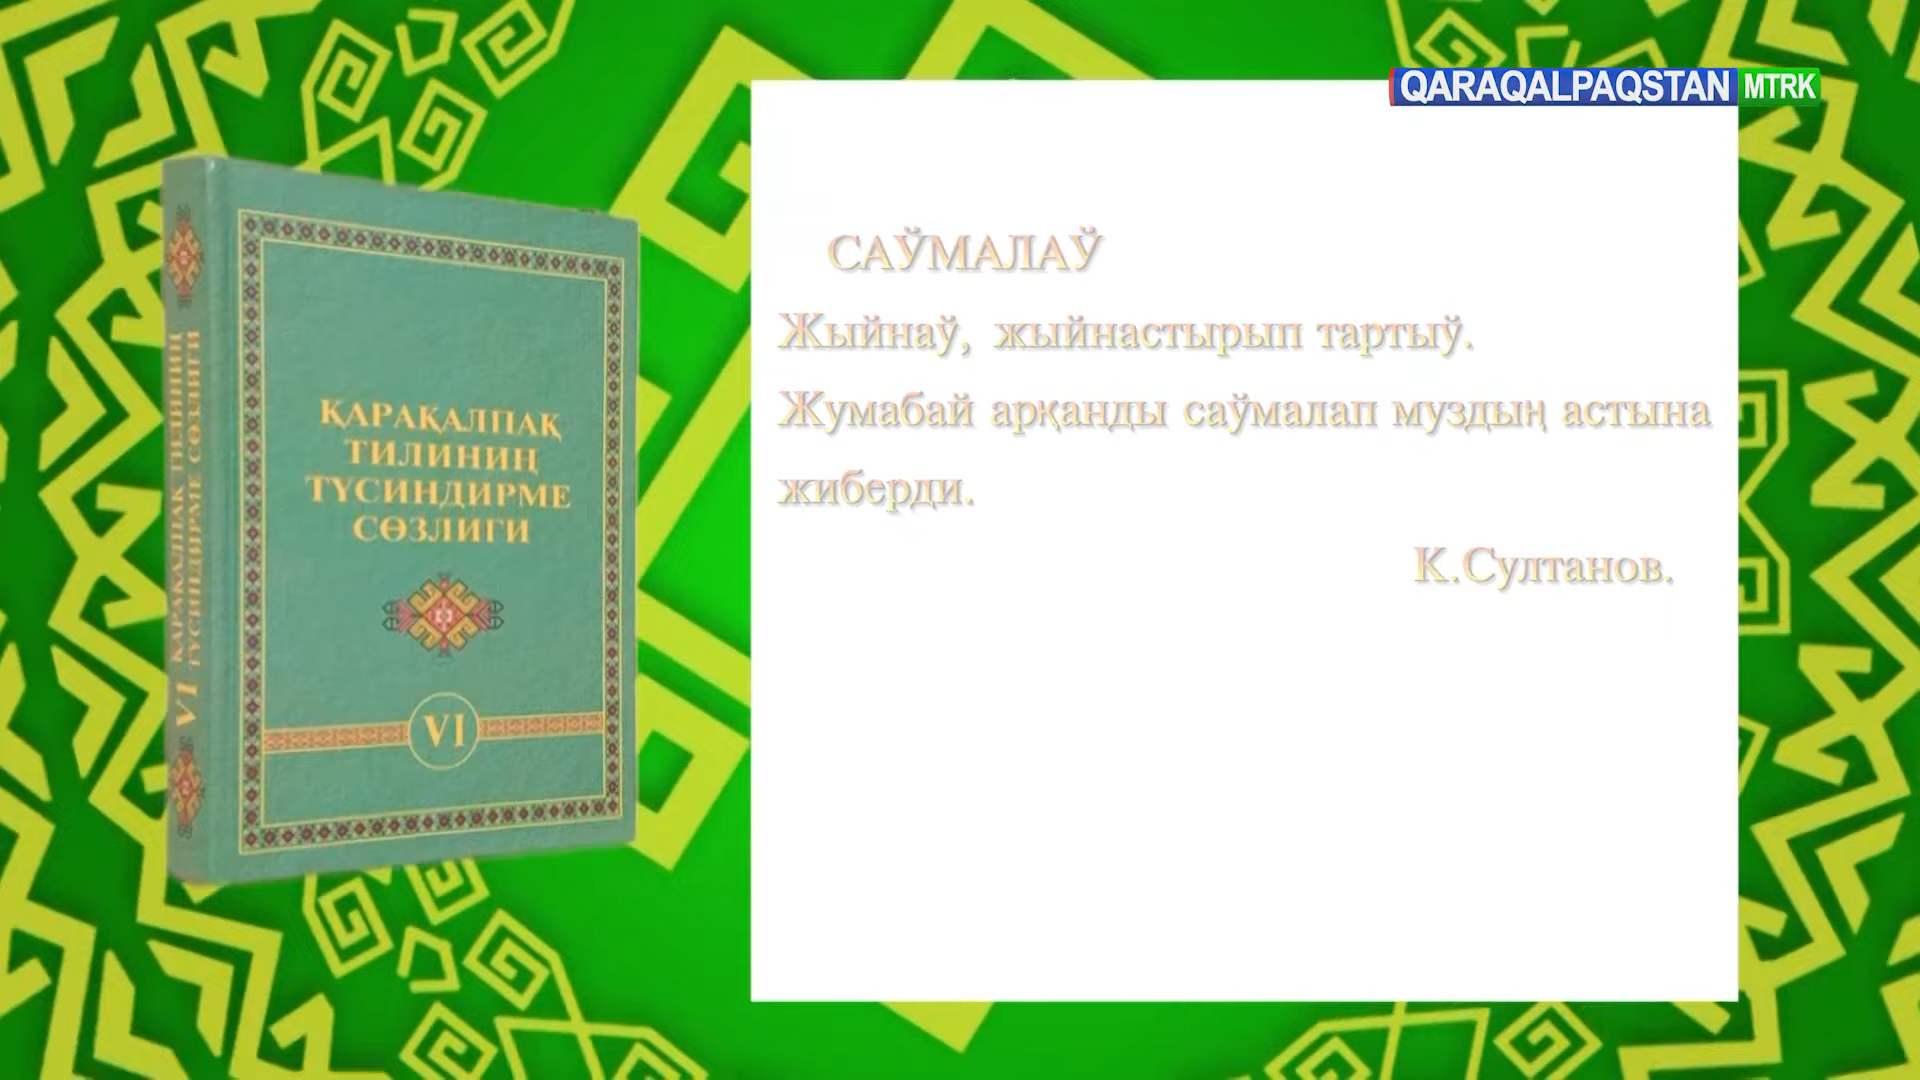 QARAQALPAQSTAN MTRK
САЎМАЛАЎ
Жыйнаў, жыйнастырып тартыў.
Жумабай арқанды саўмалап муздың астына
жиберди.
К.Султанов.
ҚАРАҚАЛПАҚ
ТИЛИНИҢ
ТҮСИНДИРМЕ
СӨЗЛИГИ
VI
VI ҚАРАҚАЛПАҚ ТИЛИНИҢ
ТҮСИНДИРМЕ СӨЗЛИГИ